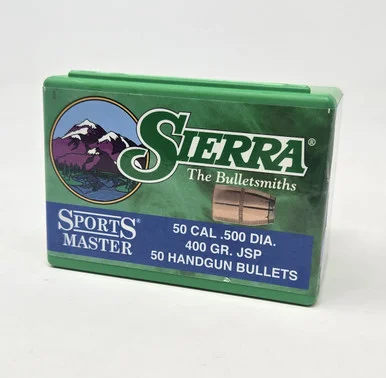 SIERRA®
The Bulletsmiths
SPORTS®
MASTER
50 CAL .500 DIA.
400 GR. JSP
50 HANDGUN BULLETS